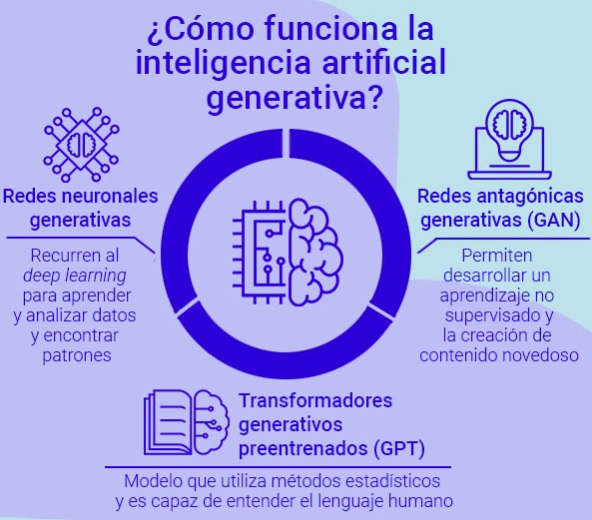 ¿Cómo funciona la
inteligencia artificial
generativa?
Redes neuronales
generativas
Recurren al
deep learning
para aprender
y analizar datos
y encontrar
patrones
Redes antagónicas
generativas (GAN)
Permiten
desarrollar un
aprendizaje no
supervisado y
la creación de
contenido novedoso
Transformadores
generativos
preentrenados (GPT)
Modelo que utiliza métodos estadísticos
y es capaz de entender el lenguaje humano